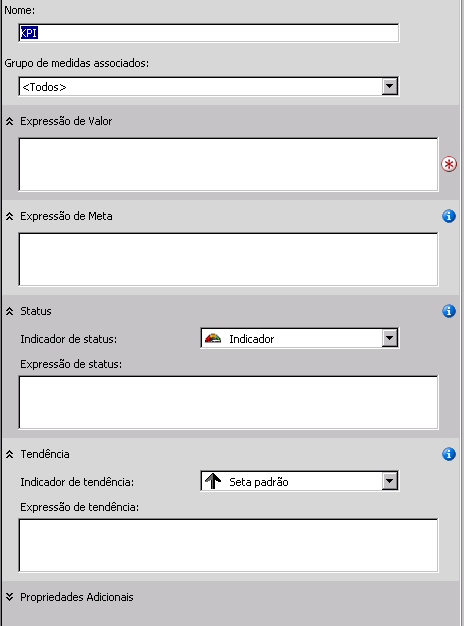 Nome:
KPI
Grupo de medidas associados:
<Todos>
Expressão de Valor
Expressão de Meta
Status
Indicador de status:
Indicador
Expressão de status:
Tendência
Indicador de tendência:
Seta padrão
Expressão de tendência:
Propriedades Adicionais